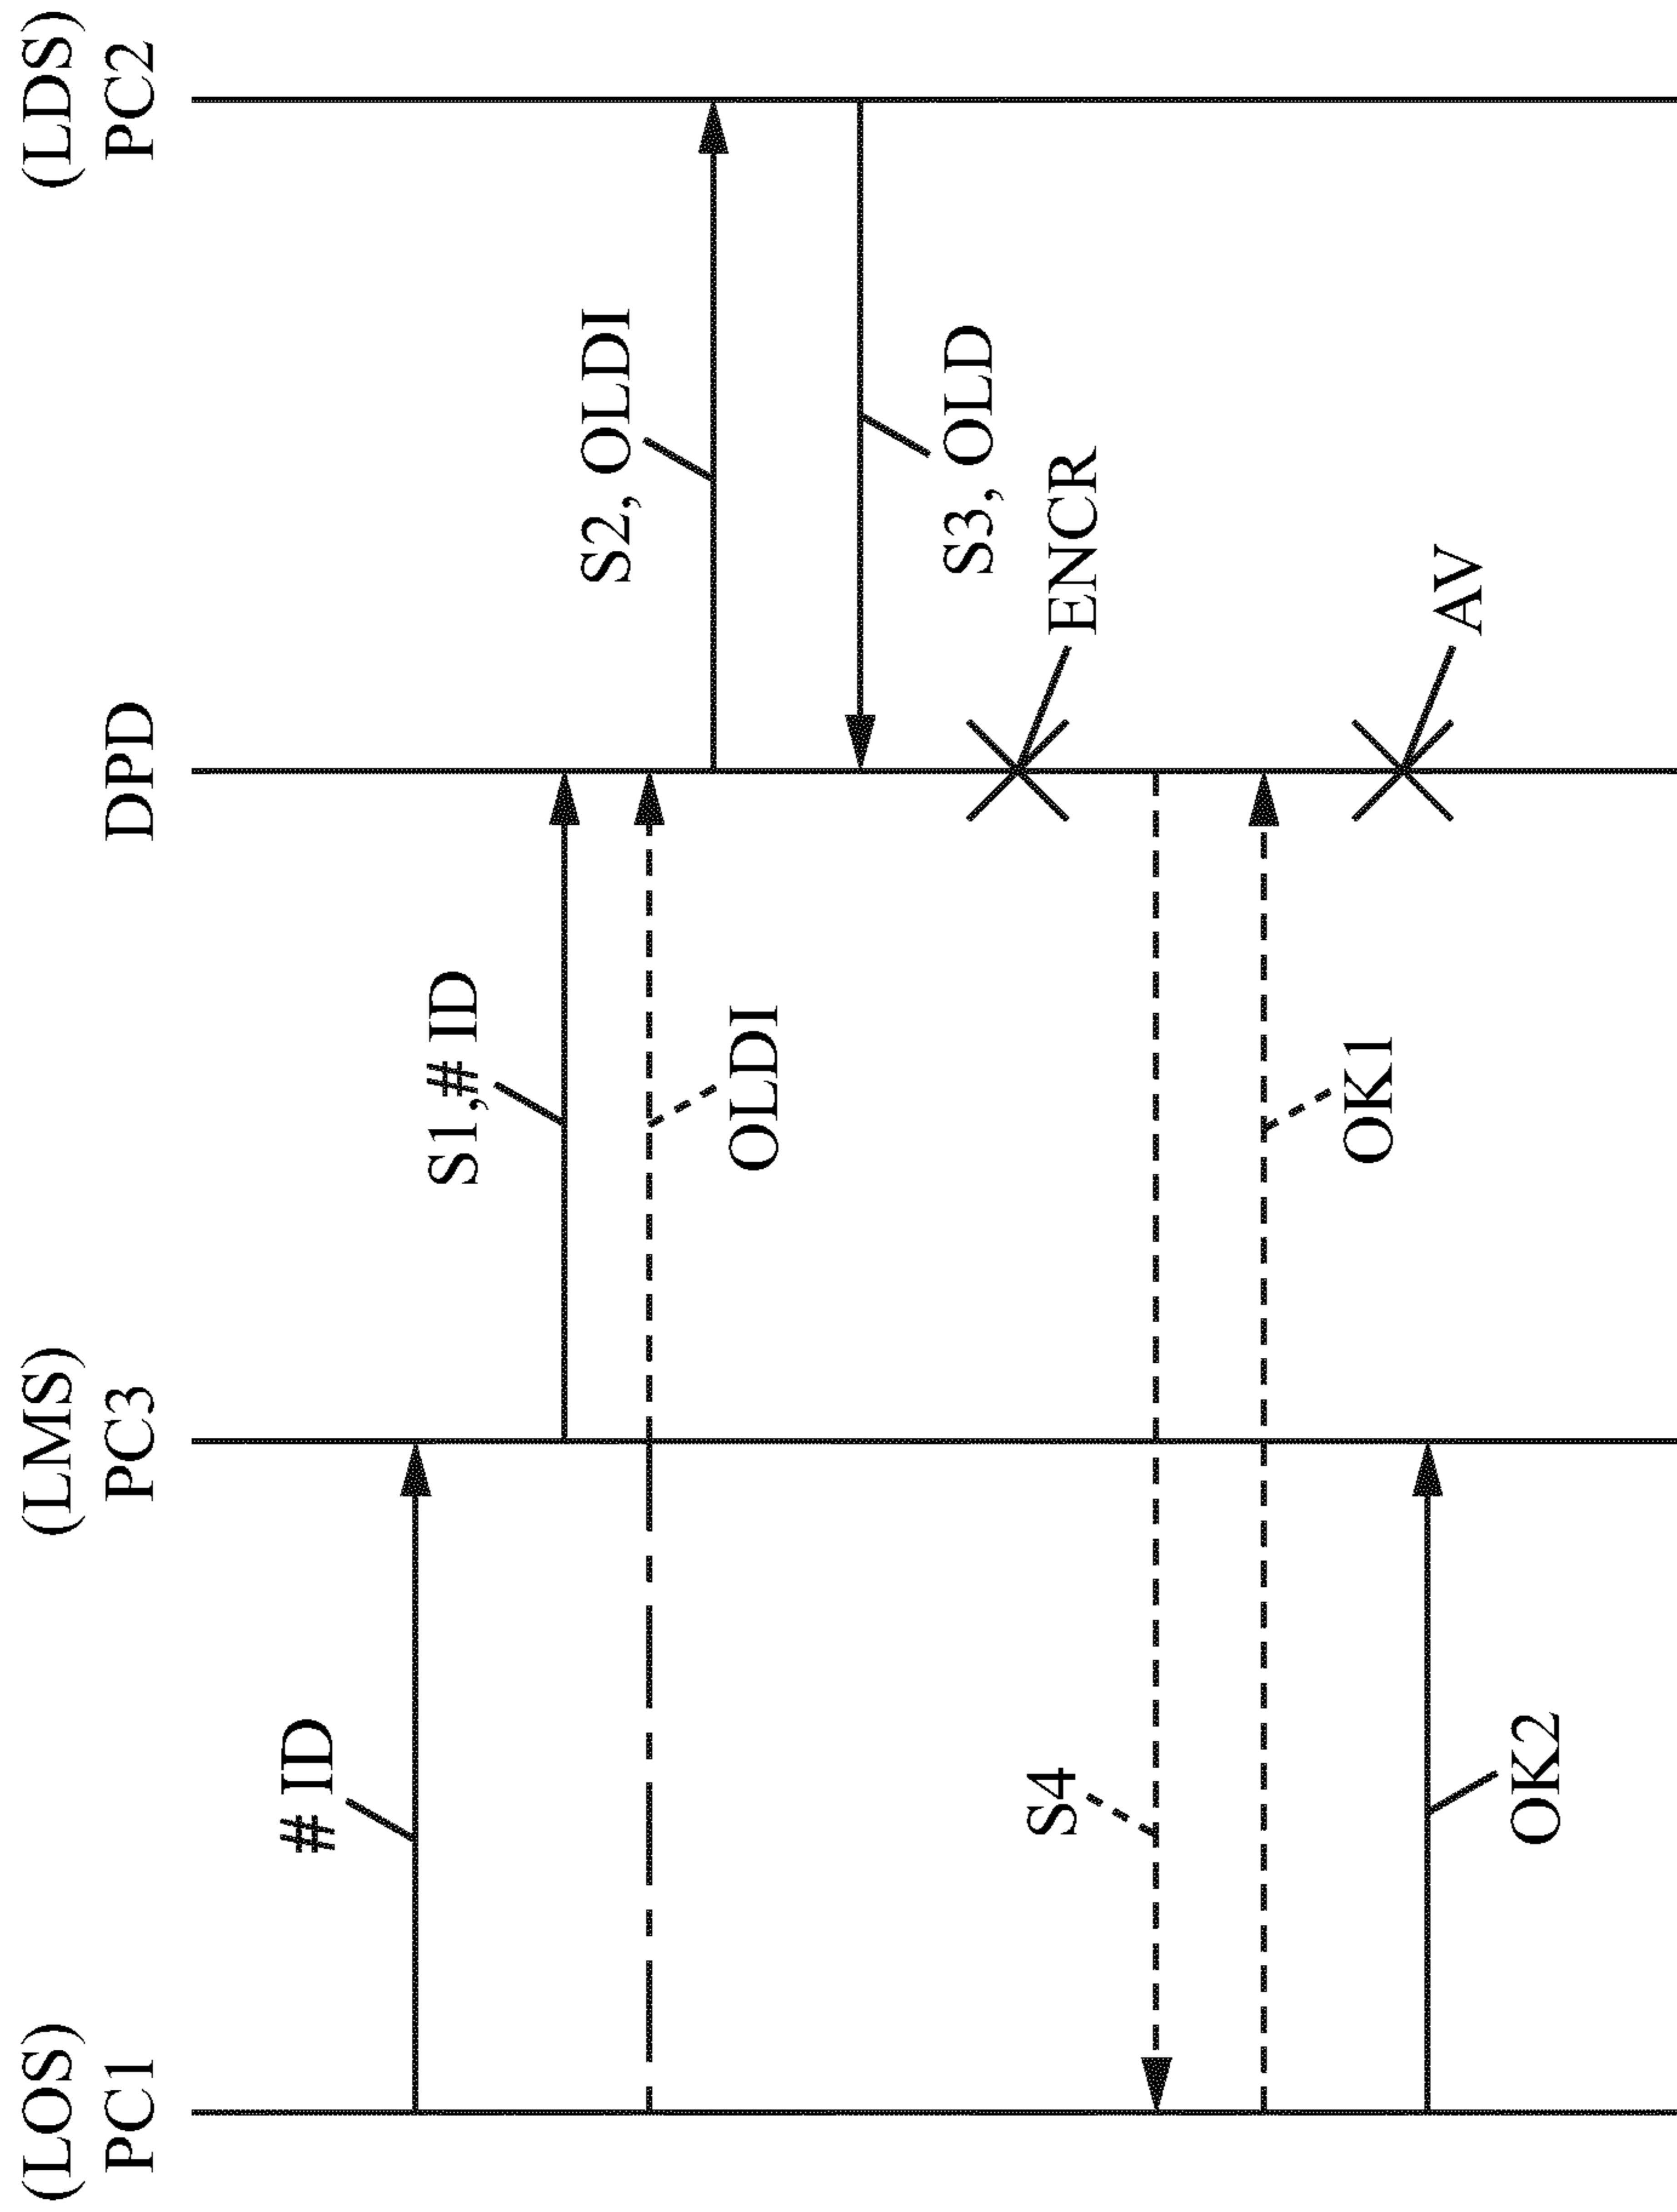 (LOS)
PC1
(LMS)
PC3
DPD
(LDS)
PC2
# ID
S1,# ID
OLDI
S2, OLDI
S3, OLD
ENCR
S4
OK1
AV
OK2